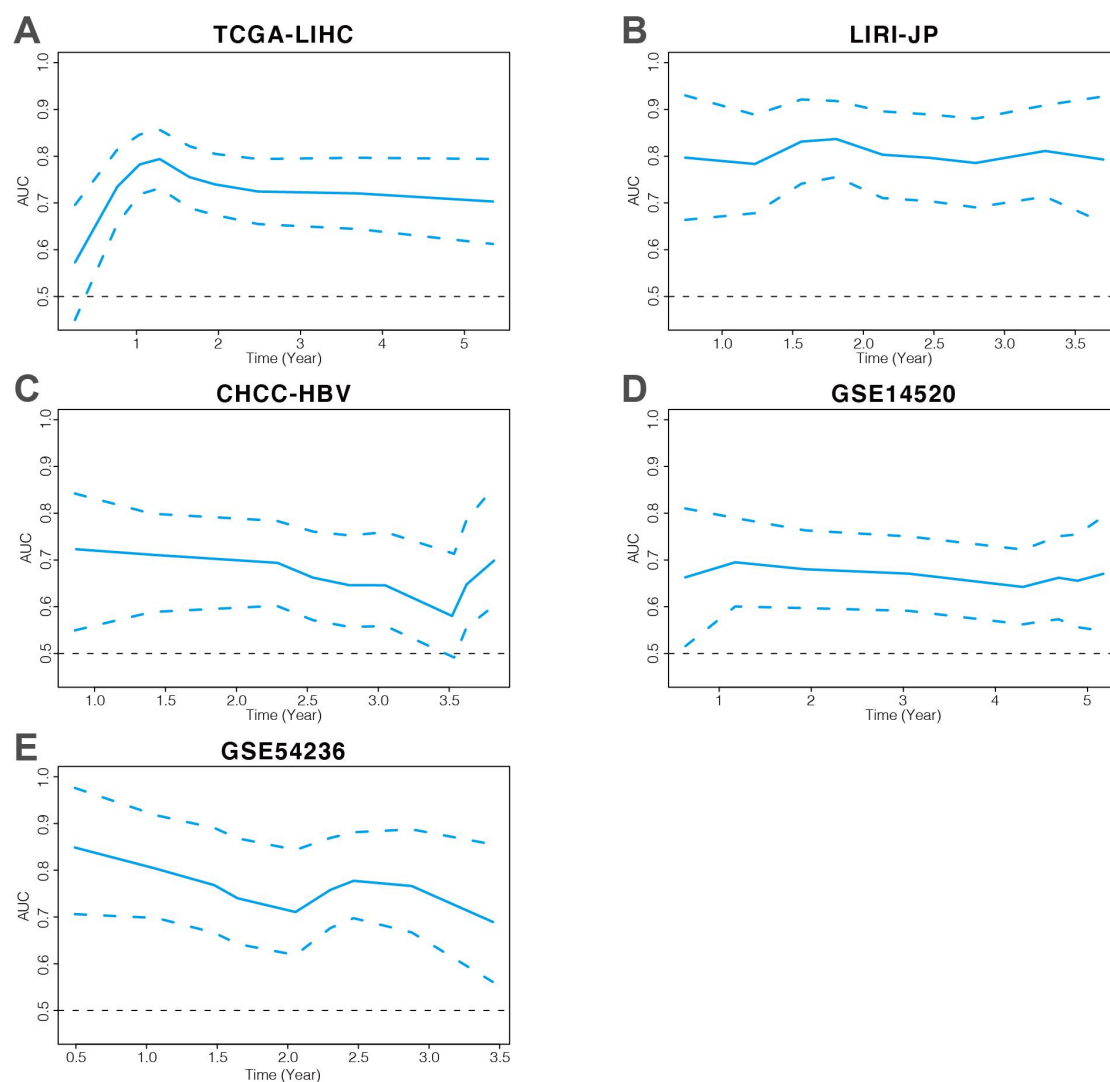 A
TCGA-LIHC
1.0
0.9
0.8
0.7
0.6
0.5
AUC
1 2 3 4 5
Time (Year)
B
LIRI-JP
1.0
0.9
0.8
0.7
0.6
0.5
AUC
1.0 1.5 2.0 2.5 3.0 3.5
Time (Year)
C
CHCC-HBV
1.0
0.9
0.8
0.7
0.6
0.5
AUC
1.0 1.5 2.0 2.5 3.0 3.5
Time (Year)
D
GSE14520
1.0
0.9
0.8
0.7
0.6
0.5
AUC
1 2 3 4 5
Time (Year)
E
GSE54236
1.0
0.9
0.8
0.7
0.6
0.5
AUC
0.5 1.0 1.5 2.0 2.5 3.0 3.5
Time (Year)